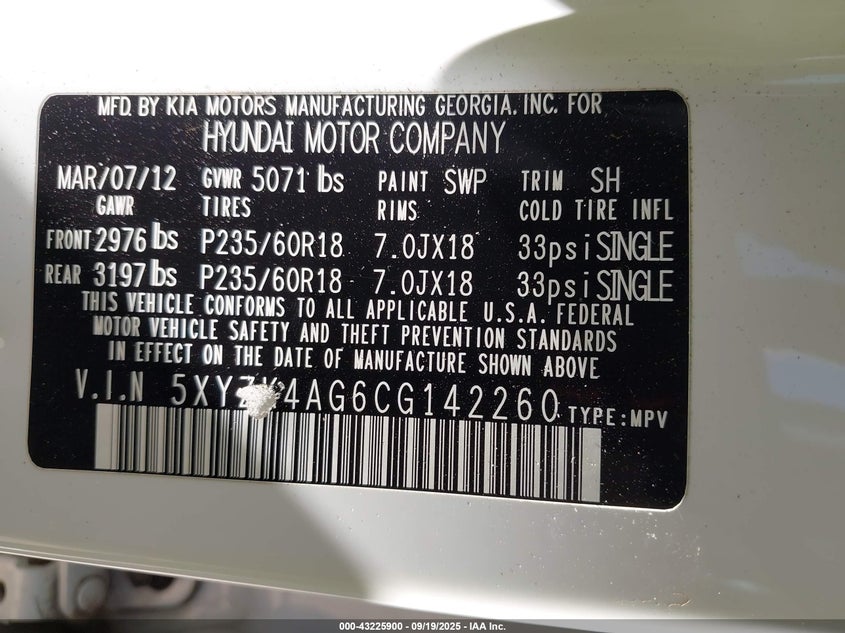 MFD. BY KIA MOTORS MANUFACTURING GEORGIA. INC. FOR
HYUNDAI MOTOR COMPANY
MAR/07/12 GVWR 5071 lbs PAINT SWP TRIM SH
GAWR TIRES RIMS COLD TIRE INFL
FRONT 2976 lbs P235/60R18 7.0JX18 33psi SINGLE
REAR 3197 lbs P235/60R18 7.0JX18 33psi SINGLE
THIS VEHICLE CONFORMS TO ALL APPLICABLE U.S.A. FEDERAL
MOTOR VEHICLE SAFETY AND THEFT PREVENTION STANDARDS
IN EFFECT ON THE DATE OF MANUFACTURE SHOWN ABOVE
V.I.N 5XYZK4AG6CG142260 TYPE:MPV
000-43225900 - 09/19/2025 - IAA Inc.